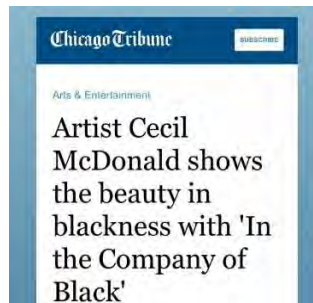 Chicago Tribune
SUBSCRIBE
Arts & Entertainment
Artist Cecil
McDonald shows
the beauty in
blackness with 'In
the Company of
Black'